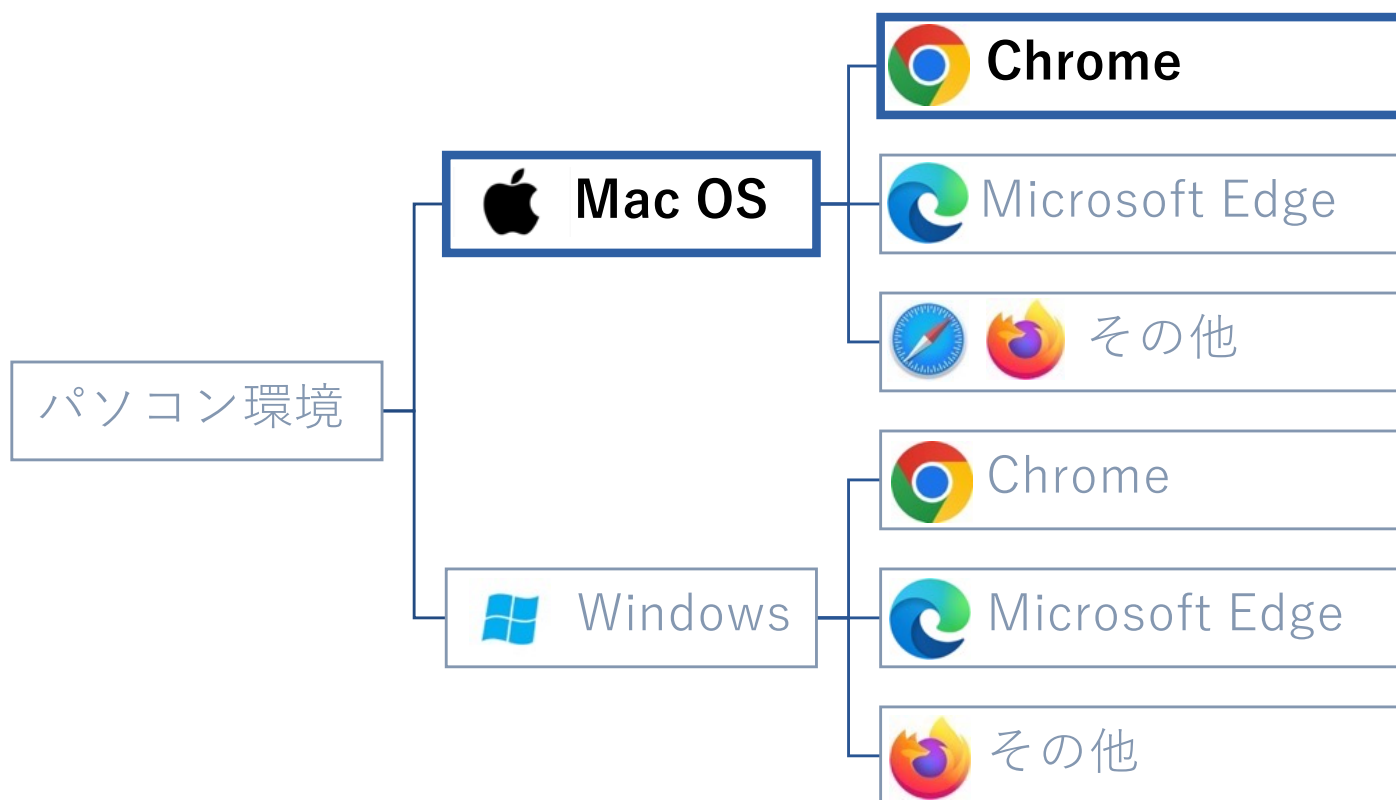 パソコン環境
Mac OS
Chrome
Microsoft Edge
その他
Windows
Chrome
Microsoft Edge
その他